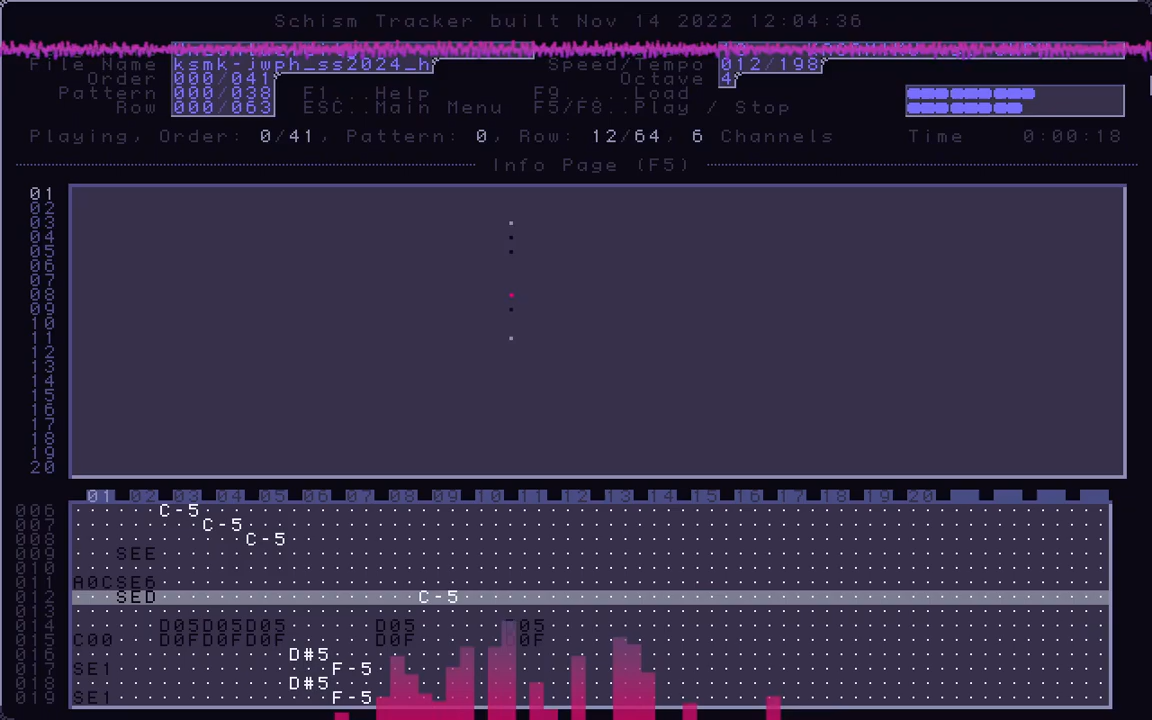 Schism Tracker built Nov 14 2022 12:04:36
File Name ksmk-jwph_ss2024_h Speed/Tempo 012/198
Order 000/041 Octave 4
Pattern 000/038 F1...Help F9.....Load
Row 000/063 ESC..Main Menu F5/F8..Play / Stop
Playing, Order: 0/41, Pattern: 0, Row: 12/64, 6 Channels Time 0:00:18
Info Page (F5)
01
02
03
04
05
06
07
08
09
10
11
12
13
14
15
16
17
18
19
20
01 02 03 04 05 06 07 08 09 10 11 12 13 14 15 16 17 18 19 20
006 C-5
007 C-5
008 C-5
009 SEE
010
011 A0C SE6
012 SED C-5
013
014 D05 D05 D05 D05 05
015 C00 D0F D0F D0F D0F 0F
016 D#5
017 SE1 F-5
018 D#5
019 SE1 F-5